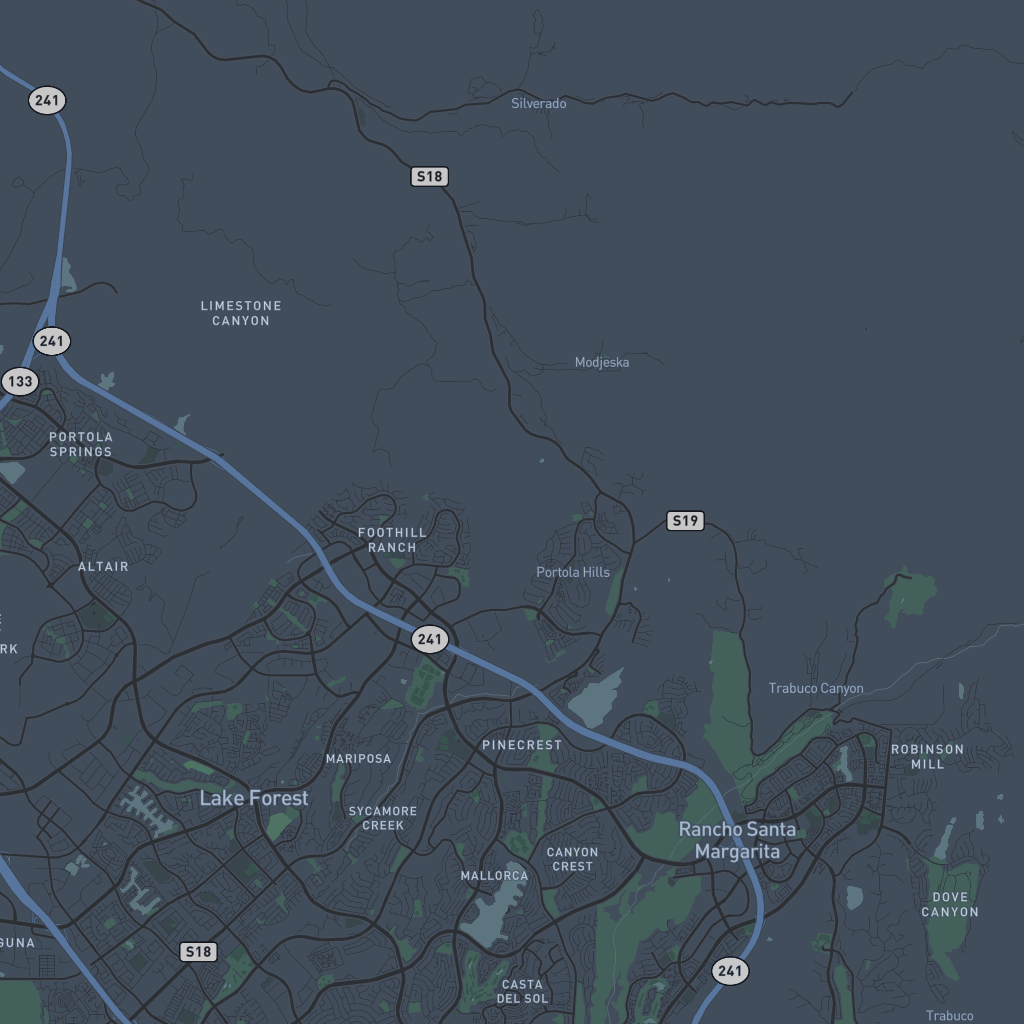 241
Silverado
S18
LIMESTONE
CANYON
241
Modjeska
133
PORTOLA
SPRINGS
S19
FOOTHILL
RANCH
ALTAIR
Portola Hills
RK
241
Trabuco Canyon
PINECREST
ROBINSON
MILL
MARIPOSA
Lake Forest
SYCAMORE
CREEK
Rancho Santa
Margarita
CANYON
CREST
MALLORCA
DOVE
CANYON
GUNA
S18
241
CASTA
DEL SOL
Trabuco